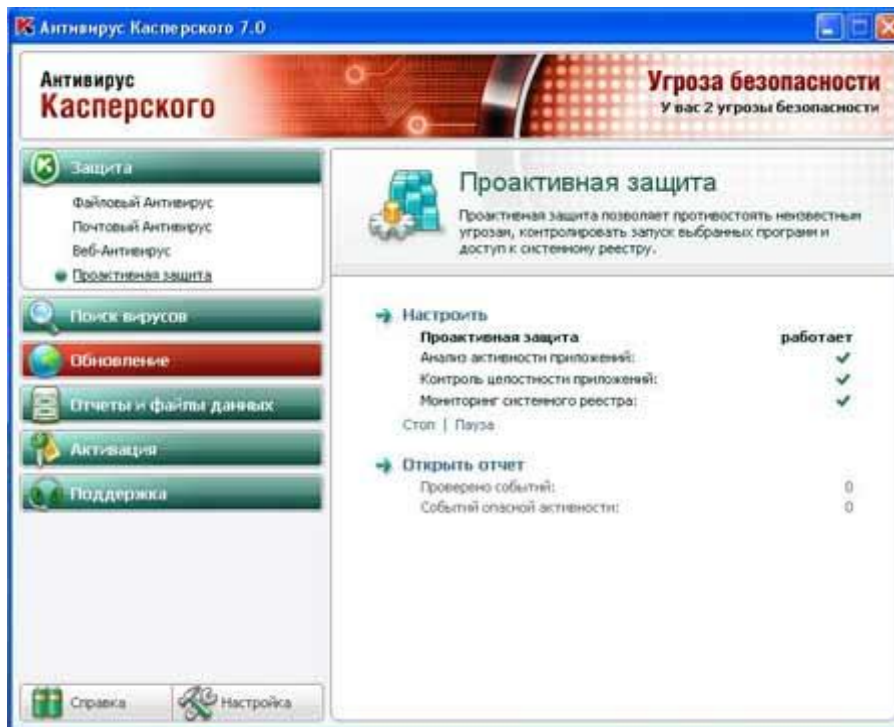 Антивирус Касперского 7.0
Антивирус
Касперского
Угроза безопасности
У вас 2 угрозы безопасности
Защита
Файловый Антивирус
Почтовый Антивирус
Веб-Антивирус
Проактивная защита
Поиск вирусов
Обновление
Отчеты и файлы данных
Активация
Поддержка
Справка
Настройка
Проактивная защита
Проактивная защита позволяет противостоять неизвестным
угрозам, контролировать запуск выбранных программ и
доступ к системному реестру.
Настроить
Проактивная защита работает
Анализ активности приложений:
Контроль целостности приложений:
Мониторинг системного реестра:
Стоп | Пауза
Открыть отчет
Проверено событий: 0
Событий опасной активности: 0